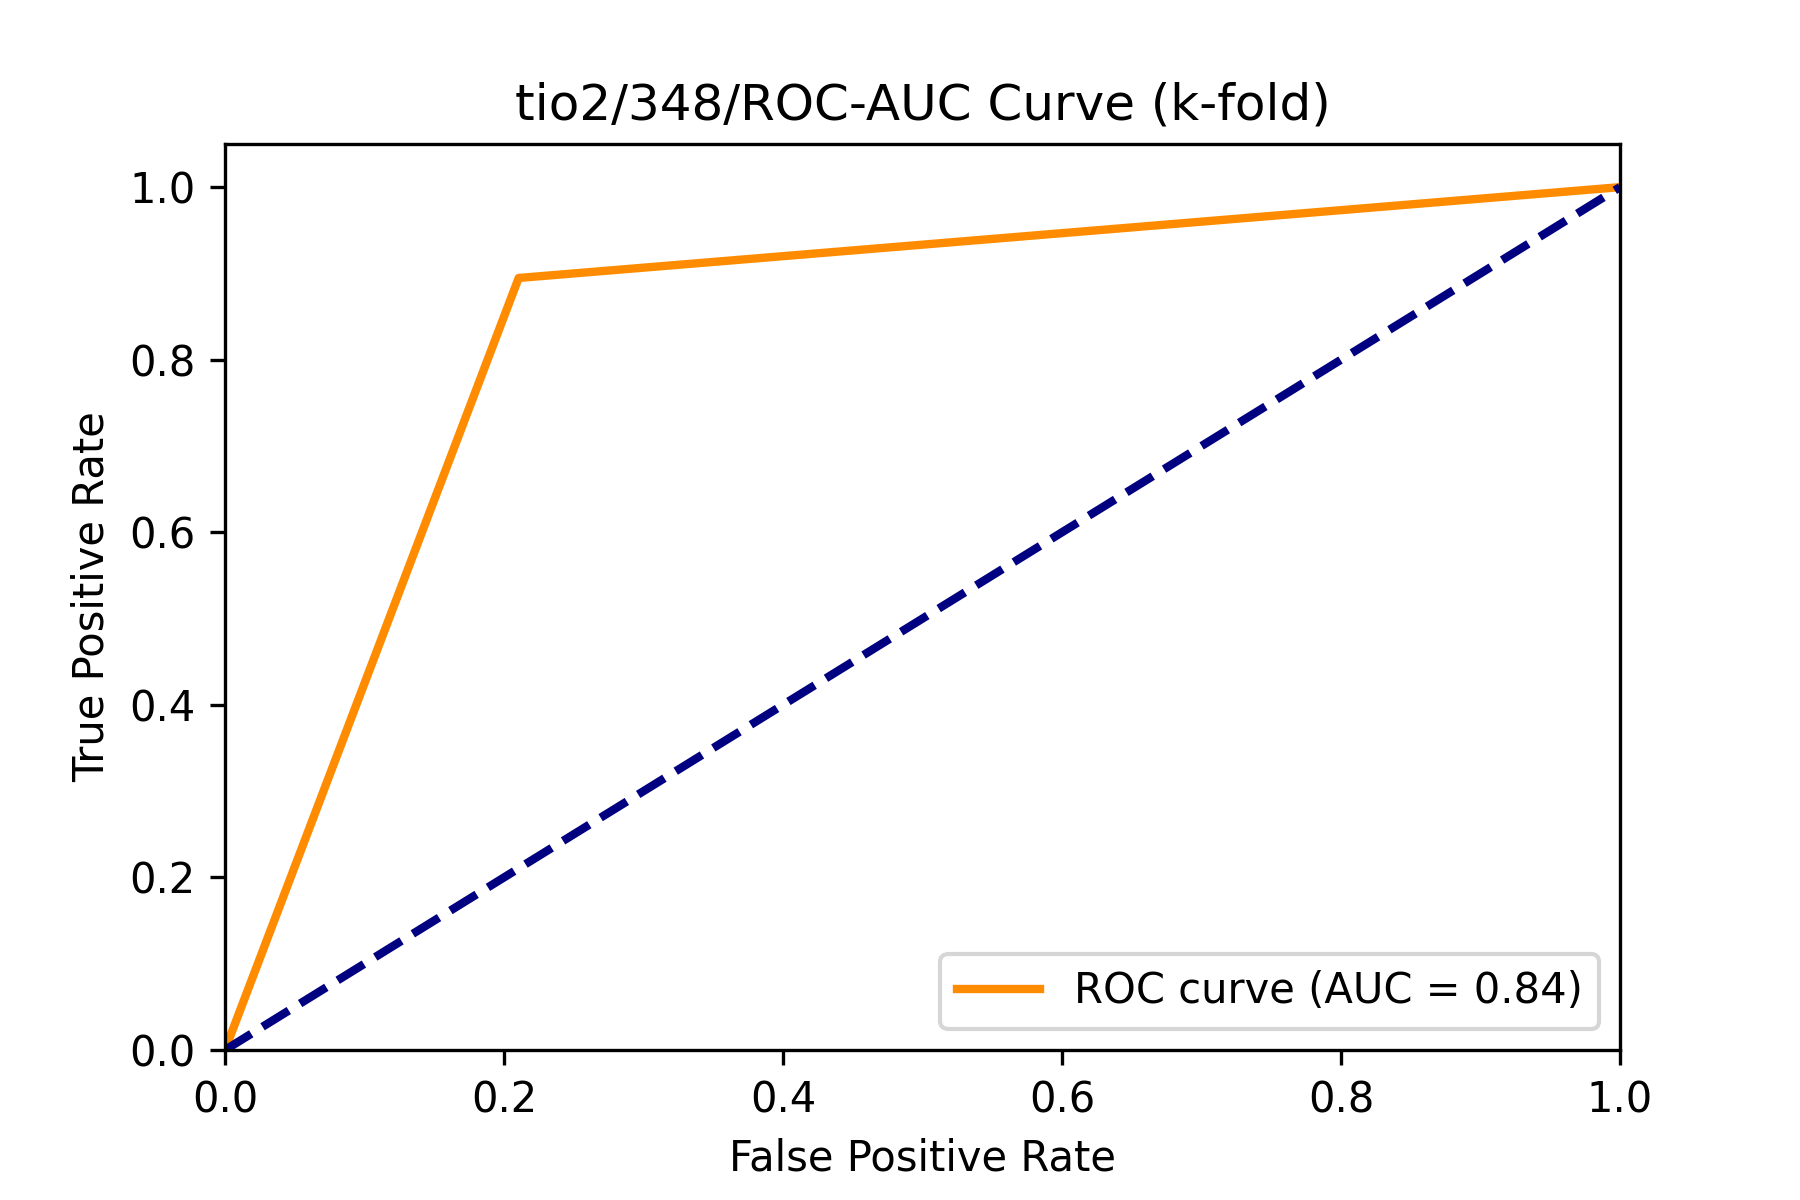 tio2/348/ROC-AUC Curve (k-fold)
1.0
0.8
0.6
0.4
0.2
0.0
True Positive Rate
ROC curve (AUC = 0.84)
0.0 0.2 0.4 0.6 0.8 1.0
False Positive Rate